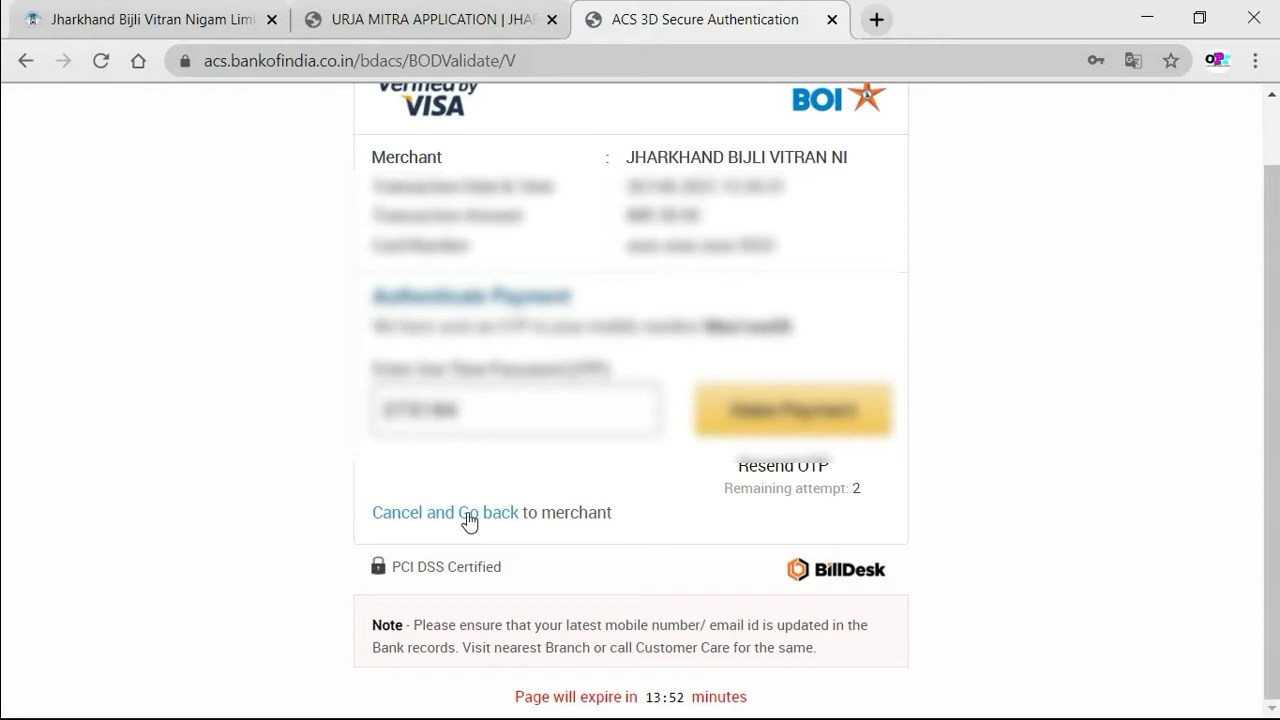 Jharkhand Bijli Vitran Nigam Limi
URJA MITRA APPLICATION | JHAR
ACS 3D Secure Authentication
acs.bankofindia.co.in/bdacs/BODValidate/V
Verified by
VISA
BOI
Merchant : JHARKHAND BIJLI VITRAN NI
Authenticate Payment
Make Payment
Resend OTP
Remaining attempt: 2
Cancel and Go back to merchant
PCI DSS Certified
BillDesk
Note - Please ensure that your latest mobile number/ email id is updated in the
Bank records. Visit nearest Branch or call Customer Care for the same.
Page will expire in 13:52 minutes